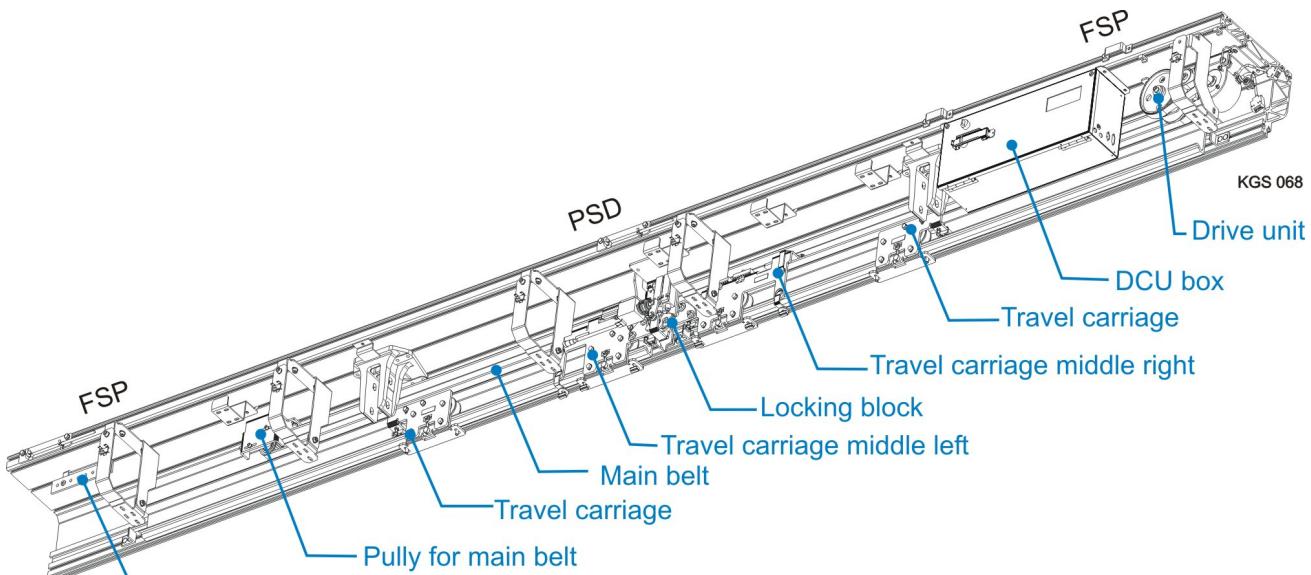 FSP
KGS 068
PSD
Drive unit
DCU box
Travel carriage
Travel carriage middle right
FSP
Locking block
Travel carriage middle left
Main belt
Travel carriage
Pully for main belt